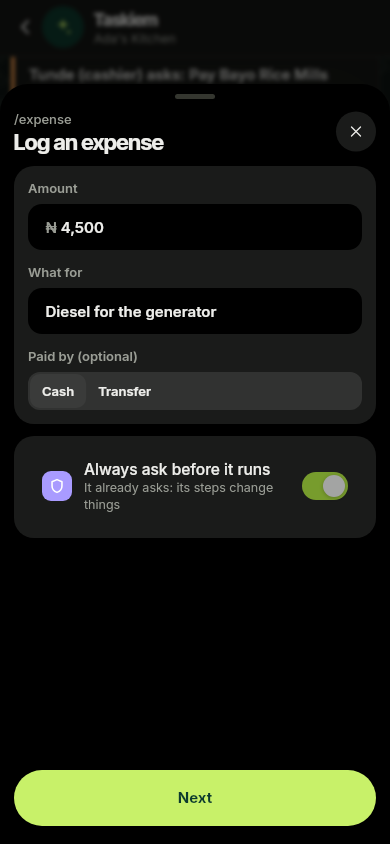 Tasklem
Ada's Kitchen
Tunde (cashier) asks: Pay Bayo Rice Mills
/expense
Log an expense
Amount
₦ 4,500
What for
Diesel for the generator
Paid by (optional)
Cash Transfer
Always ask before it runs
It already asks: its steps change
things
Next